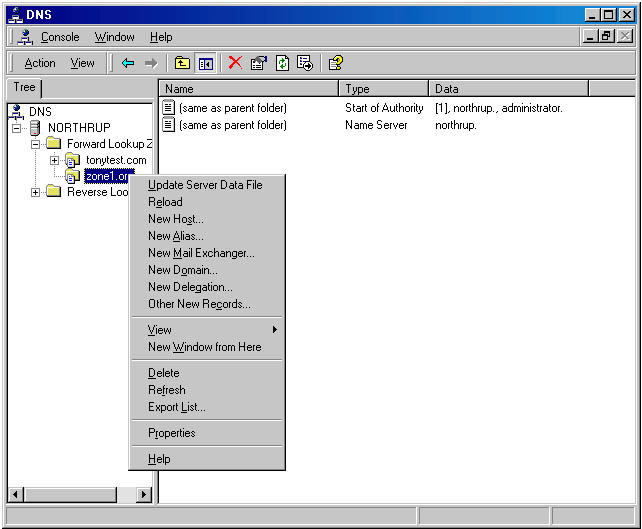 DNS
Console Window Help
Action View
Tree
Name Type Data
DNS
NORTHRUP
Forward Lookup Z
tonytest.com
zone1.or
Reverse Loo
(same as parent folder) Start of Authority [1], northrup., administrator.
(same as parent folder) Name Server northrup.
Update Server Data File
Reload
New Host...
New Alias...
New Mail Exchanger...
New Domain...
New Delegation...
Other New Records...
View
New Window from Here
Delete
Refresh
Export List...
Properties
Help